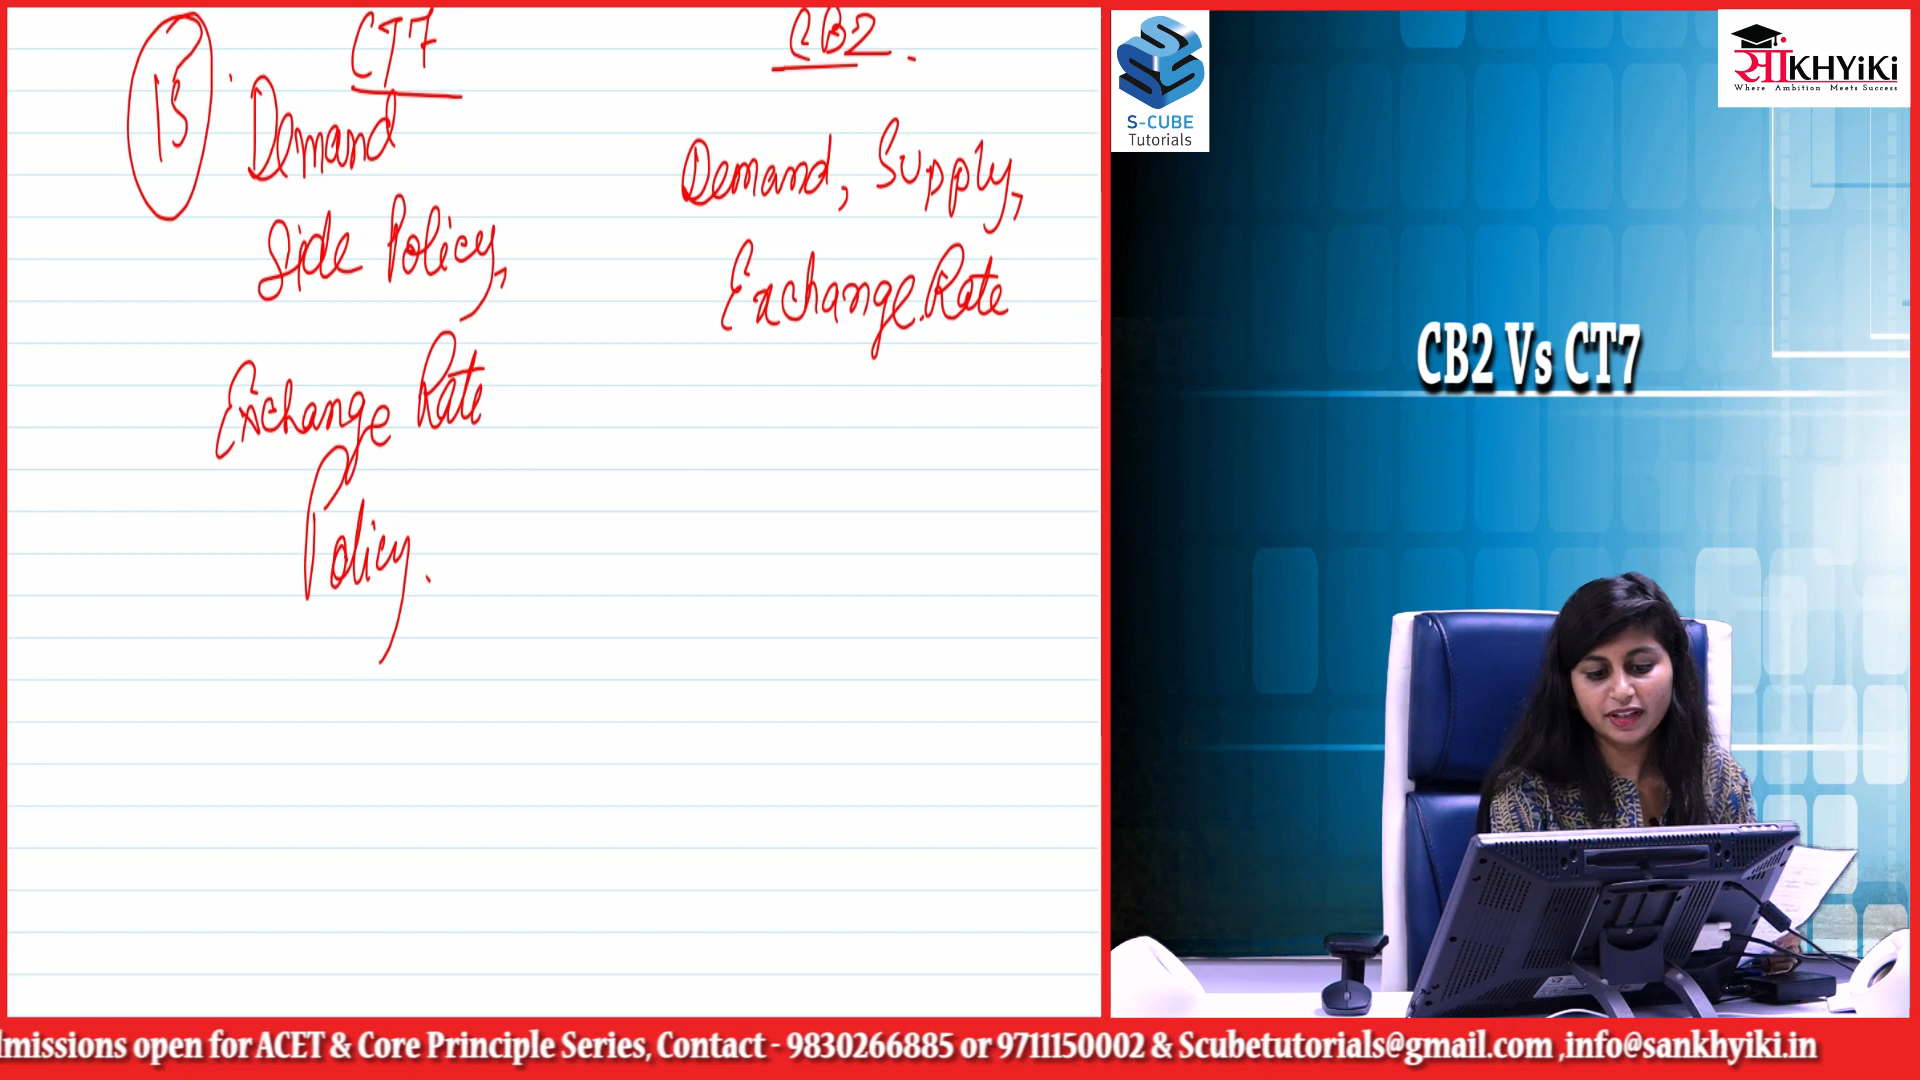 15.
CT7
Demand
Side Policy,
Exchange Rate
Policy.
CB2.
Demand, Supply,
Exchange Rate
S-CUBE
Tutorials
सांKHYiKi
Where Ambition Meets Success
CB2 Vs CT7
dmissions open for ACET & Core Principle Series, Contact - 9830266885 or 9711150002 & Scubetutorials@gmail.com ,info@sankhyiki.in